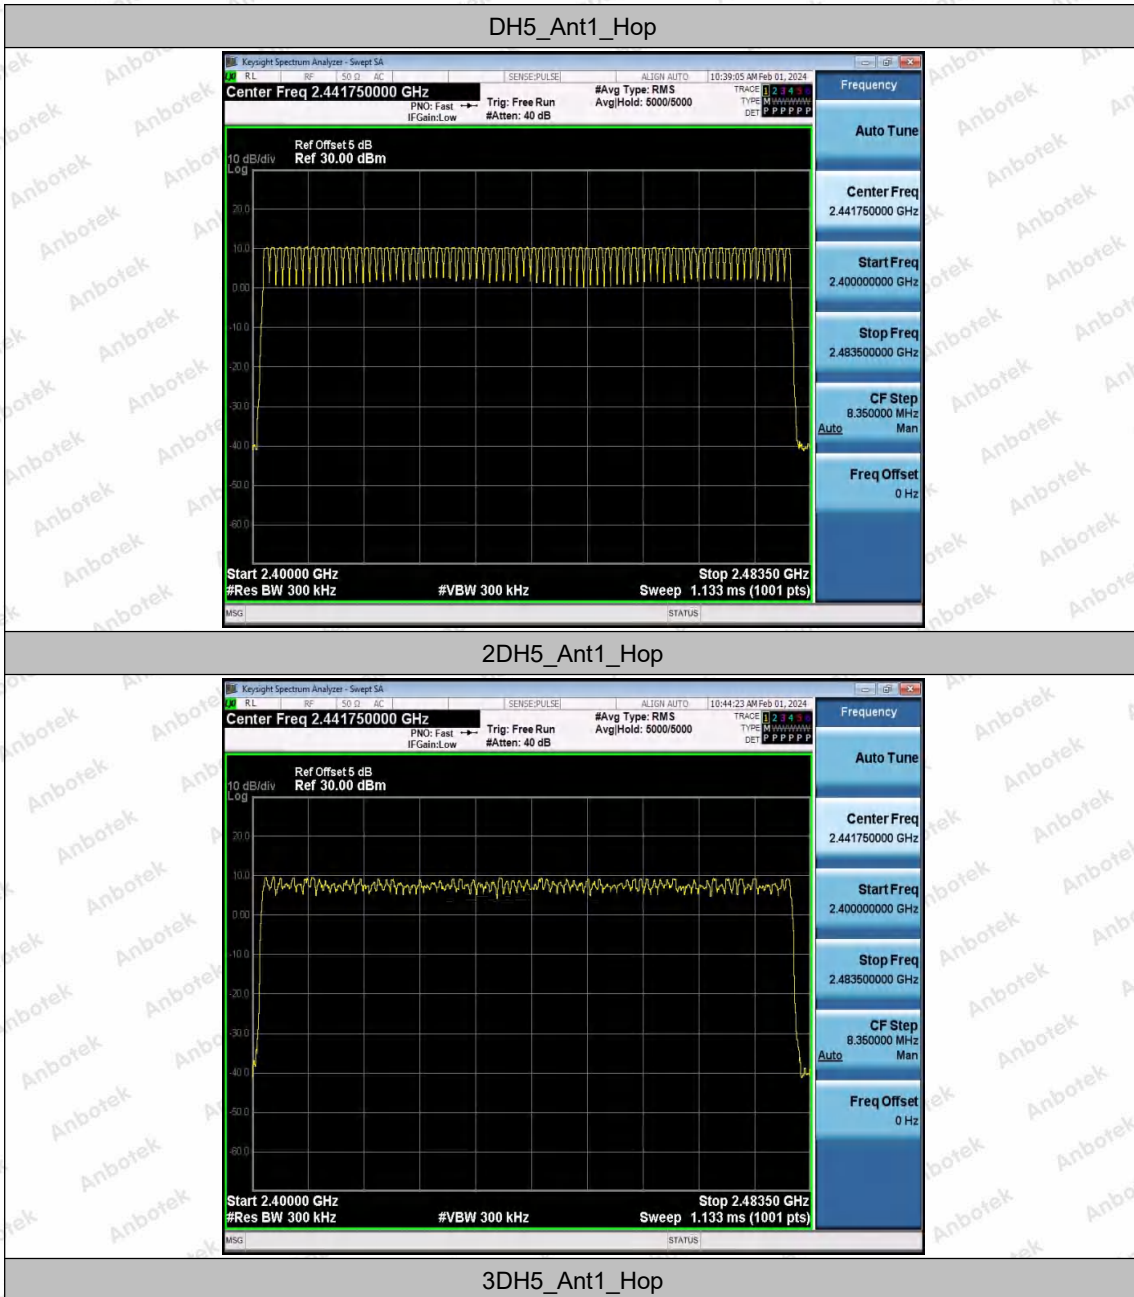 DH5_Ant1_Hop
Keysight Spectrum Analyzer - Swept SA
RL RF 50 Ω AC SENSE:PULSE ALIGN AUTO 10:39:05 AM Feb 01, 2024
Center Freq 2.441750000 GHz
PNO: Fast
IFGain:Low
Trig: Free Run
#Atten: 40 dB
#Avg Type: RMS
Avg|Hold: 5000/5000
TRACE 1 2 3 4 5 6
TYPE M WWWWW
DET P P P P P P
Ref Offset 5 dB
10 dB/div Ref 30.00 dBm
Log
20.0
10.0
0.00
-10.0
-20.0
-30.0
-40.0
-50.0
-60.0
Start 2.40000 GHz Stop 2.48350 GHz
#Res BW 300 kHz #VBW 300 kHz Sweep 1.133 ms (1001 pts)
MSG STATUS
Frequency
Auto Tune
Center Freq
2.441750000 GHz
Start Freq
2.400000000 GHz
Stop Freq
2.483500000 GHz
CF Step
8.350000 MHz
Auto Man
Freq Offset
0 Hz
2DH5_Ant1_Hop
Keysight Spectrum Analyzer - Swept SA
RL RF 50 Ω AC SENSE:PULSE ALIGN AUTO 10:44:23 AM Feb 01, 2024
Center Freq 2.441750000 GHz
PNO: Fast
IFGain:Low
Trig: Free Run
#Atten: 40 dB
#Avg Type: RMS
Avg|Hold: 5000/5000
TRACE 1 2 3 4 5 6
TYPE M WWWWW
DET P P P P P P
Ref Offset 5 dB
10 dB/div Ref 30.00 dBm
Log
20.0
10.0
0.00
-10.0
-20.0
-30.0
-40.0
-50.0
-60.0
Start 2.40000 GHz Stop 2.48350 GHz
#Res BW 300 kHz #VBW 300 kHz Sweep 1.133 ms (1001 pts)
MSG STATUS
Frequency
Auto Tune
Center Freq
2.441750000 GHz
Start Freq
2.400000000 GHz
Stop Freq
2.483500000 GHz
CF Step
8.350000 MHz
Auto Man
Freq Offset
0 Hz
3DH5_Ant1_Hop
Anbotek